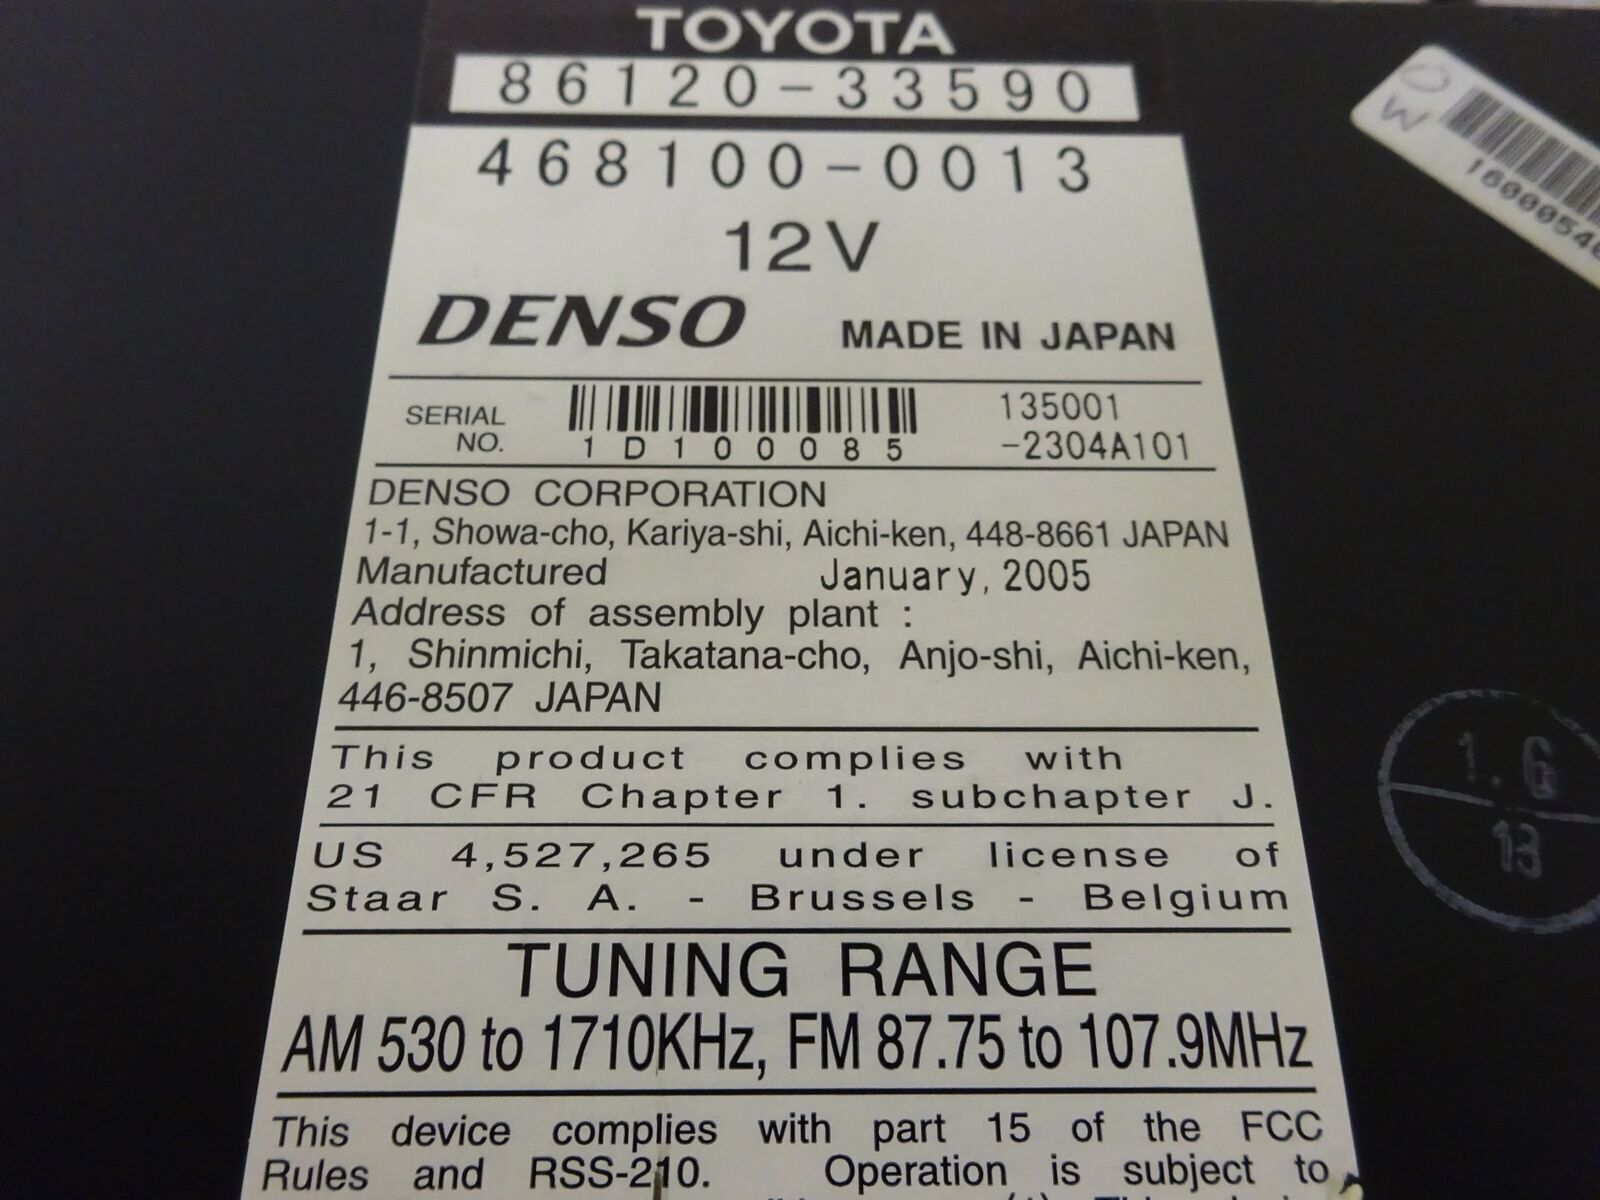 TOYOTA
86120-33590
468100-0013
12V
DENSO MADE IN JAPAN
SERIAL NO. 1D100085 135001
-2304A101
DENSO CORPORATION
1-1, Showa-cho, Kariya-shi, Aichi-ken, 448-8661 JAPAN
Manufactured January, 2005
Address of assembly plant :
1, Shinmichi, Takatana-cho, Anjo-shi, Aichi-ken,
446-8507 JAPAN
This product complies with
21 CFR Chapter 1. subchapter J.
US 4,527,265 under license of
Staar S. A. - Brussels - Belgium
TUNING RANGE
AM 530 to 1710KHz, FM 87.75 to 107.9MHz
This device complies with part 15 of the FCC
Rules and RSS-210. Operation is subject to
O
W
1.G
13